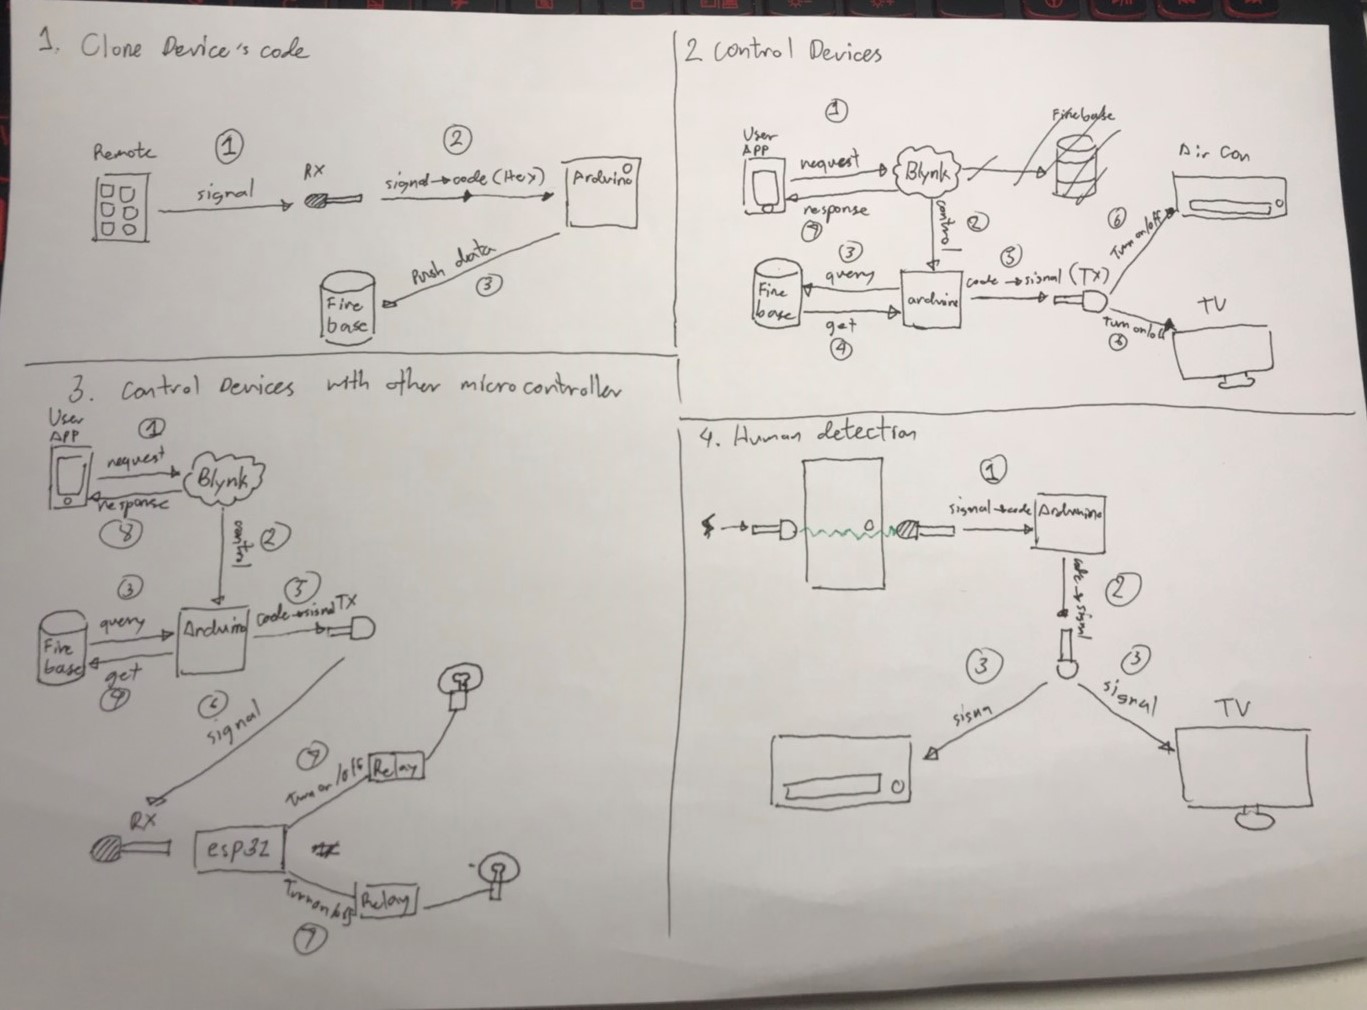 1. Clone Device's code
Remote
1
signal
RX
2
signal → code (Hex)
Arduino
Push data
3
Fire
base
2 Control Devices
User
APP
1
request
response
7
Blynk
Firebase
control
2
3
query
Fire
base
get
4
arduino
5
code → signal (TX)
6
Turn on/off
Air Con
Turn on/off
6
TV
3. Control Devices with other microcontroller
User
APP
1
request
response
8
Blynk
control
2
3
query
Fire
base
get
4
Arduino
5
code → signal TX
6
signal
RX
esp32
7
Turn on/off
Relay
Turn on/off
Relay
7
4. Human detection
1
signal → code
Arduino
code → signal
2
3
sign
3
signal
TV